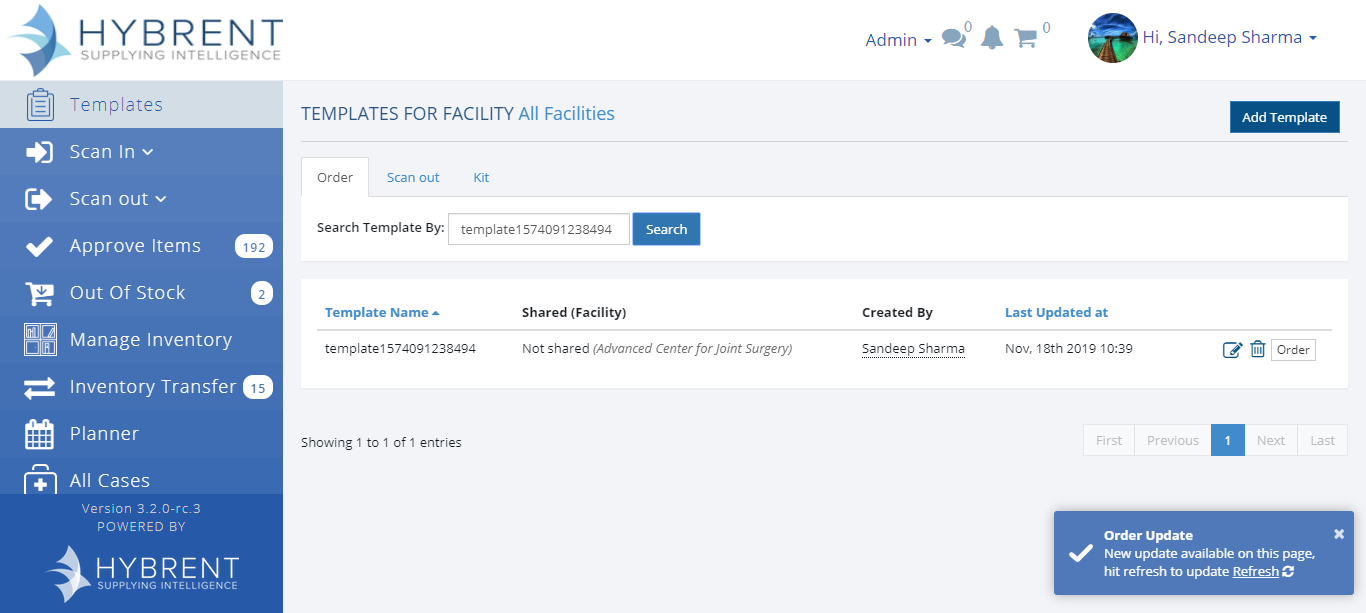 HYBRENT
SUPPLYING INTELLIGENCE
Admin
0
0
Hi, Sandeep Sharma
Templates
Scan In
Scan out
Approve Items 192
Out Of Stock 2
Manage Inventory
Inventory Transfer 15
Planner
All Cases
Version 3.2.0-rc.3
POWERED BY
HYBRENT
SUPPLYING INTELLIGENCE
TEMPLATES FOR FACILITY All Facilities
Add Template
Order Scan out Kit
Search Template By: template1574091238494 Search
Template Name Shared (Facility) Created By Last Updated at
template1574091238494 Not shared (Advanced Center for Joint Surgery) Sandeep Sharma Nov, 18th 2019 10:39 Order
Showing 1 to 1 of 1 entries
First Previous 1 Next Last
Order Update
New update available on this page,
hit refresh to update Refresh